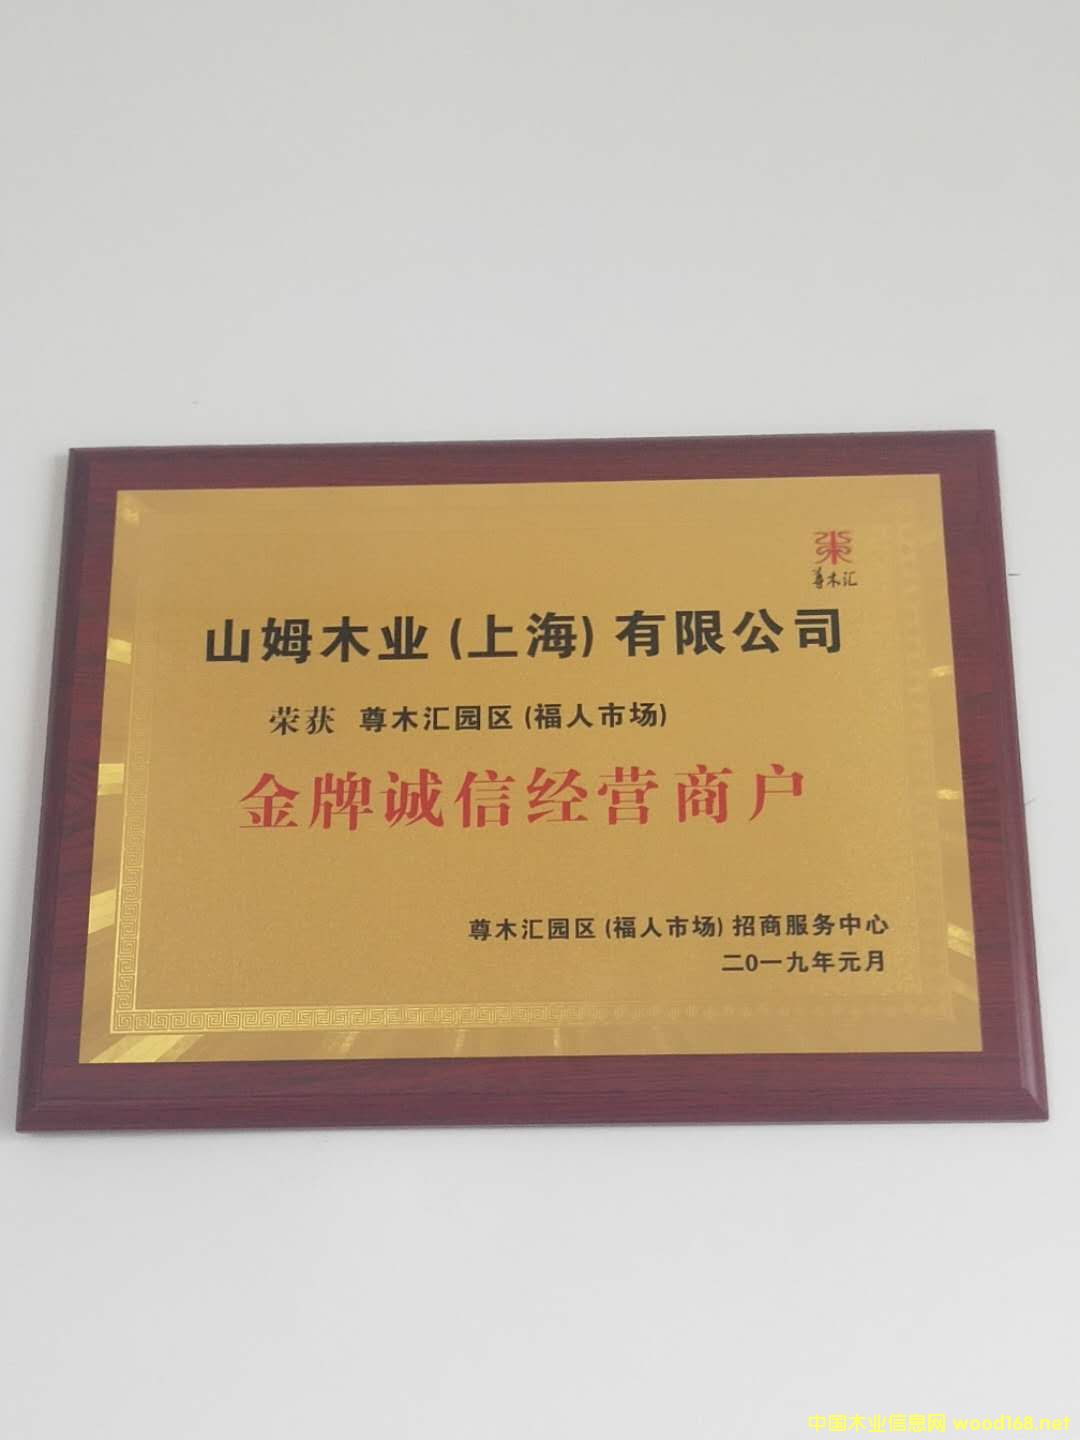 尊木汇
山姆木业(上海)有限公司
荣获 尊木汇园区(福人市场)
金牌诚信经营商户
尊木汇园区(福人市场)招商服务中心
二0一九年元月
中国木业信息网 wood168.net